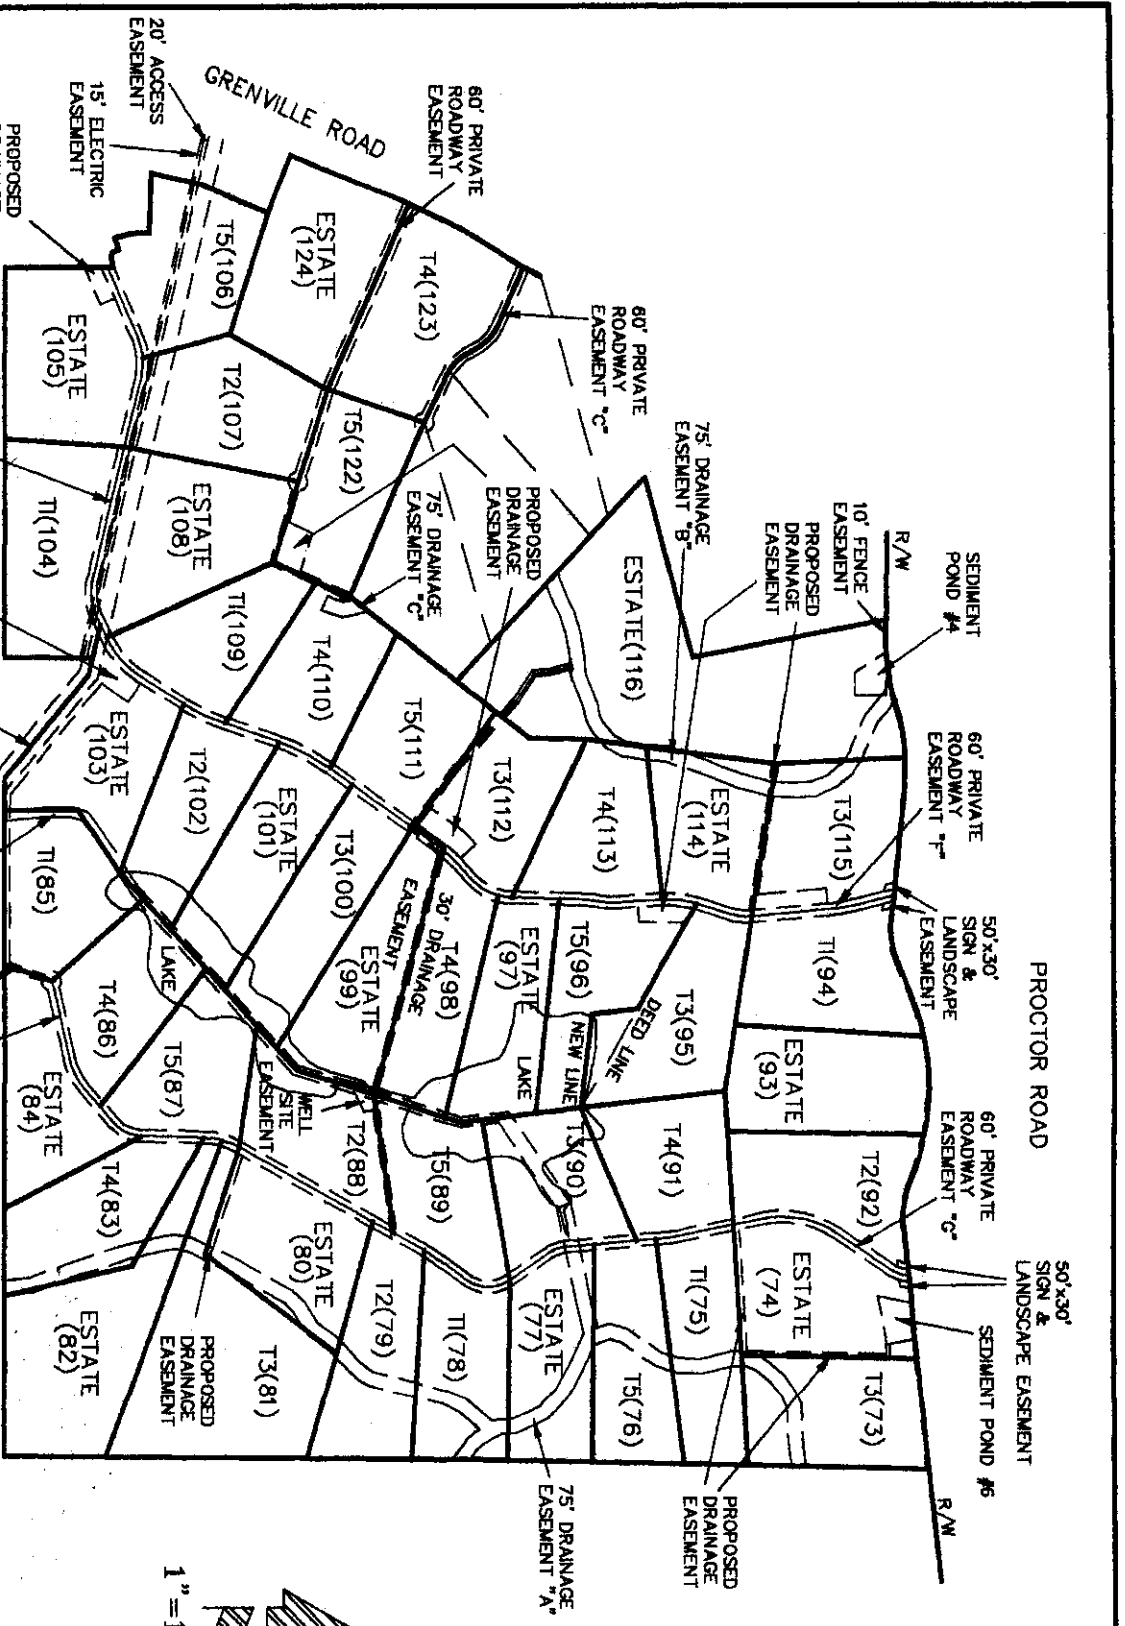 PROCTOR ROAD
R/W
SEDIMENT
POND #4
10' FENCE
EASEMENT
PROPOSED
DRAINAGE
EASEMENT
75' DRAINAGE
EASEMENT "B"
60' PRIVATE
ROADWAY
EASEMENT "F"
50'x30'
SIGN &
LANDSCAPE
EASEMENT
60' PRIVATE
ROADWAY
EASEMENT "G"
50'x30'
SIGN &
LANDSCAPE EASEMENT
SEDIMENT POND #6
R/W
GRENVILLE ROAD
20' ACCESS
EASEMENT
15' ELECTRIC
EASEMENT
PROPOSED
60' PRIVATE
ROADWAY
EASEMENT
60' PRIVATE
ROADWAY
EASEMENT "C"
PROPOSED
DRAINAGE
EASEMENT
75' DRAINAGE
EASEMENT "C"
ESTATE
(124)
T4(123)
T5(106)
ESTATE
(105)
T2(107)
T5(122)
ESTATE
(108)
T1(104)
T1(109)
T4(110)
T5(111)
ESTATE(116)
T3(112)
T4(113)
ESTATE
(114)
T3(115)
ESTATE
(103)
T2(102)
ESTATE
(101)
T3(100)
ESTATE
(99)
30' DRAINAGE
EASEMENT
T4(98)
ESTATE
(97)
T5(96)
T3(95)
T1(94)
ESTATE
(93)
DEED LINE
NEW LINE
LAKE
LAKE
T1(85)
T4(86)
T5(87)
WELL
SITE
EASEMENT
T2(88)
T5(89)
T3(90)
T4(91)
T2(92)
ESTATE
(84)
T4(83)
ESTATE
(82)
T3(81)
ESTATE
(80)
T2(79)
T1(78)
ESTATE
(77)
T5(76)
T1(75)
ESTATE
(74)
T3(73)
PROPOSED
DRAINAGE
EASEMENT
PROPOSED
DRAINAGE
EASEMENT
75' DRAINAGE
EASEMENT "A"